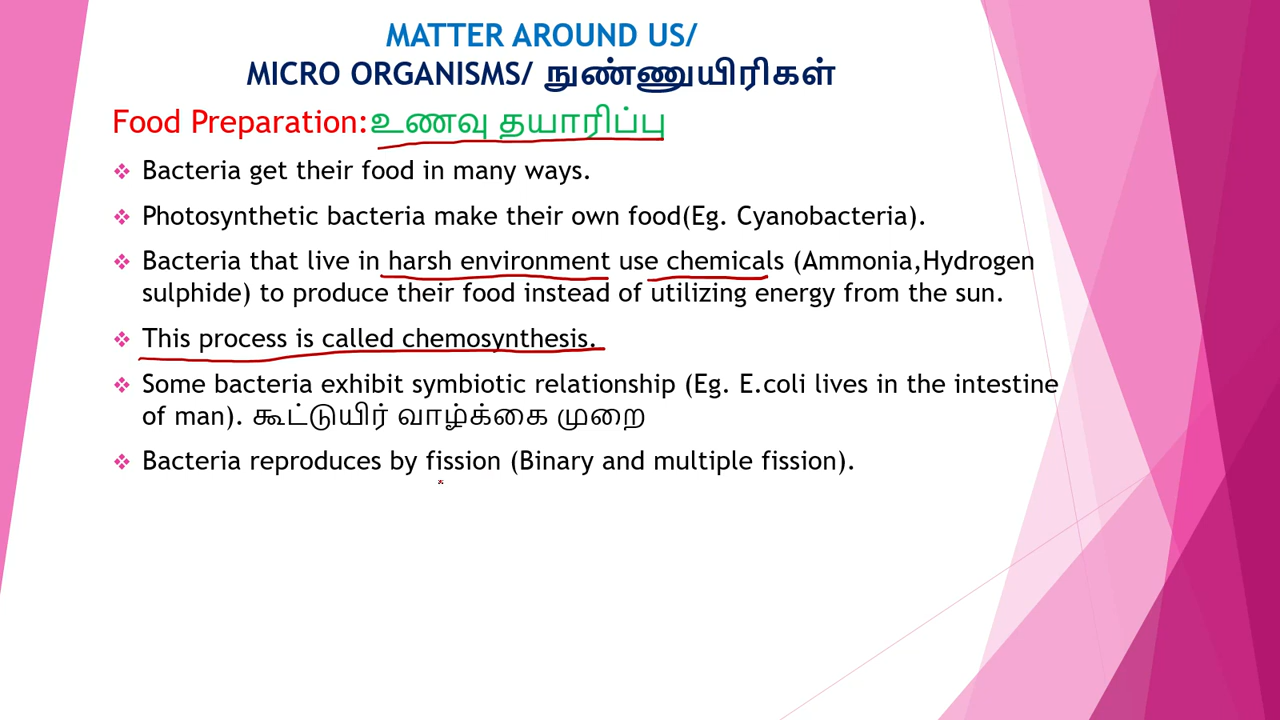 MATTER AROUND US/
MICRO ORGANISMS/ நுண்ணுயிரிகள்
Food Preparation:உணவு தயாரிப்பு
❖ Bacteria get their food in many ways.
❖ Photosynthetic bacteria make their own food(Eg. Cyanobacteria).
❖ Bacteria that live in harsh environment use chemicals (Ammonia,Hydrogen
sulphide) to produce their food instead of utilizing energy from the sun.
❖ This process is called chemosynthesis.
❖ Some bacteria exhibit symbiotic relationship (Eg. E.coli lives in the intestine
of man). கூட்டுயிர் வாழ்க்கை முறை
❖ Bacteria reproduces by fission (Binary and multiple fission).